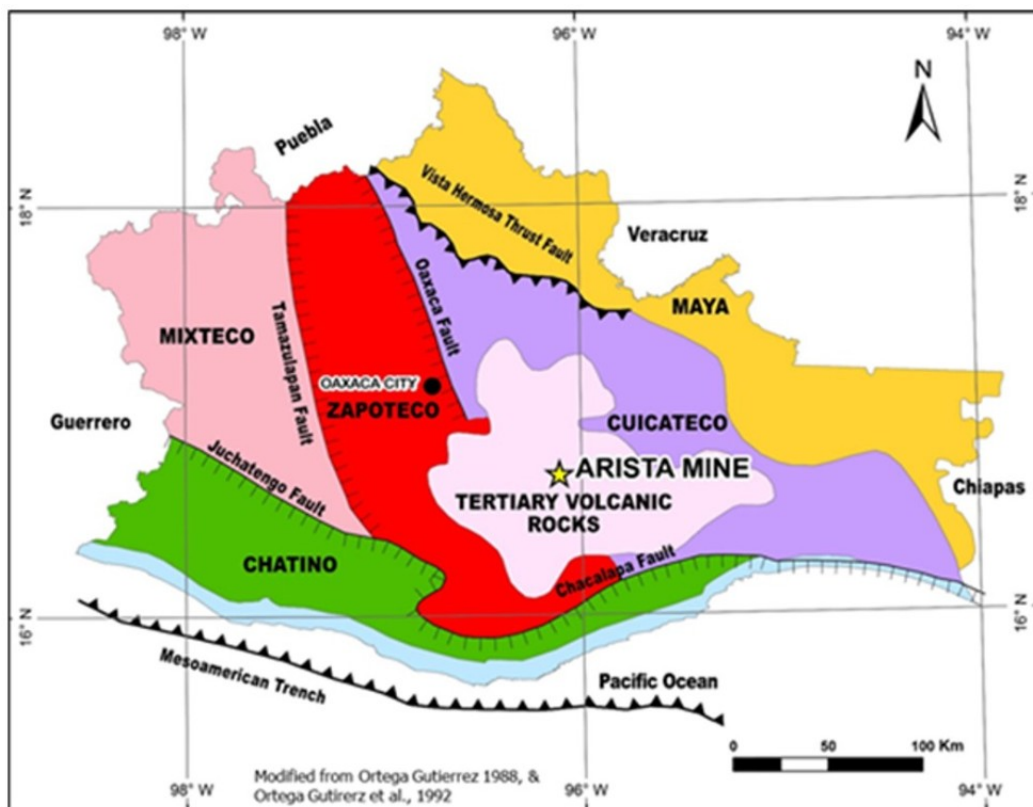 98° W
96° W
94° W
N
Puebla
18° N
Vista Hermosa Thrust Fault
Veracruz
18° N
Oaxaca Fault
MAYA
MIXTECO
Tamazulapan Fault
OAXACA CITY
ZAPOTECO
Guerrero
CUICATECO
Juchatengo Fault
ARISTA MINE
TERTIARY VOLCANIC
ROCKS
Chiapas
CHATINO
Chacalapa Fault
16° N
16° N
Mesoamerican Trench
Pacific Ocean
0 50 100 Km
Modified from Ortega Gutierrez 1988, &
Ortega Gutirerz et al., 1992
98° W
96° W
94° W